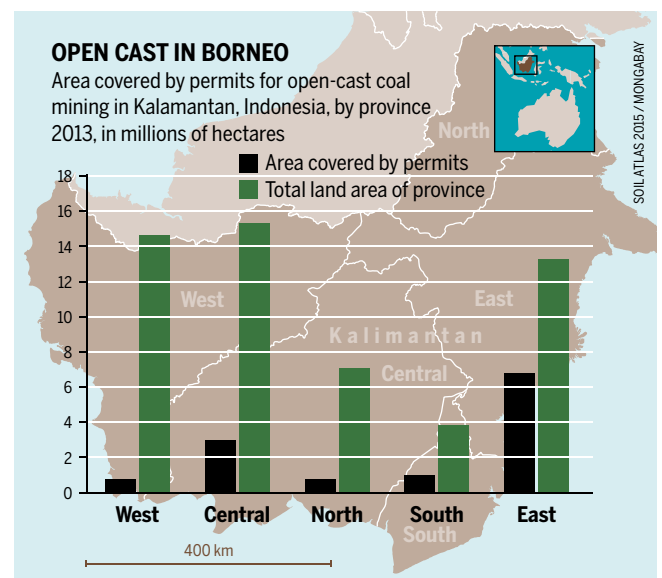 OPEN CAST IN BORNEO
Area covered by permits for open-cast coal
mining in Kalamantan, Indonesia, by province
2013, in millions of hectares
SOILATLAS 2015 / MONGABAY
North
Area covered by permits
Total land area of province
18
16
14
12
10
8
6
4
2
0
West
East
Kalimantan
Central
South
West
Central
North
South
East
400 km